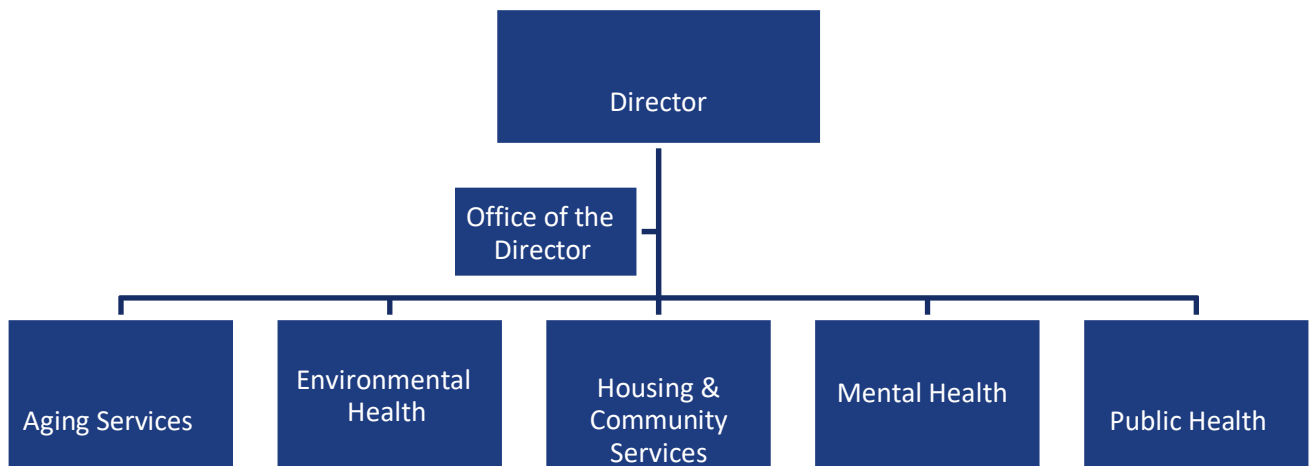 Director
Office of the
Director
Aging Services
Environmental
Health
Housing &
Community
Services
Mental Health
Public Health